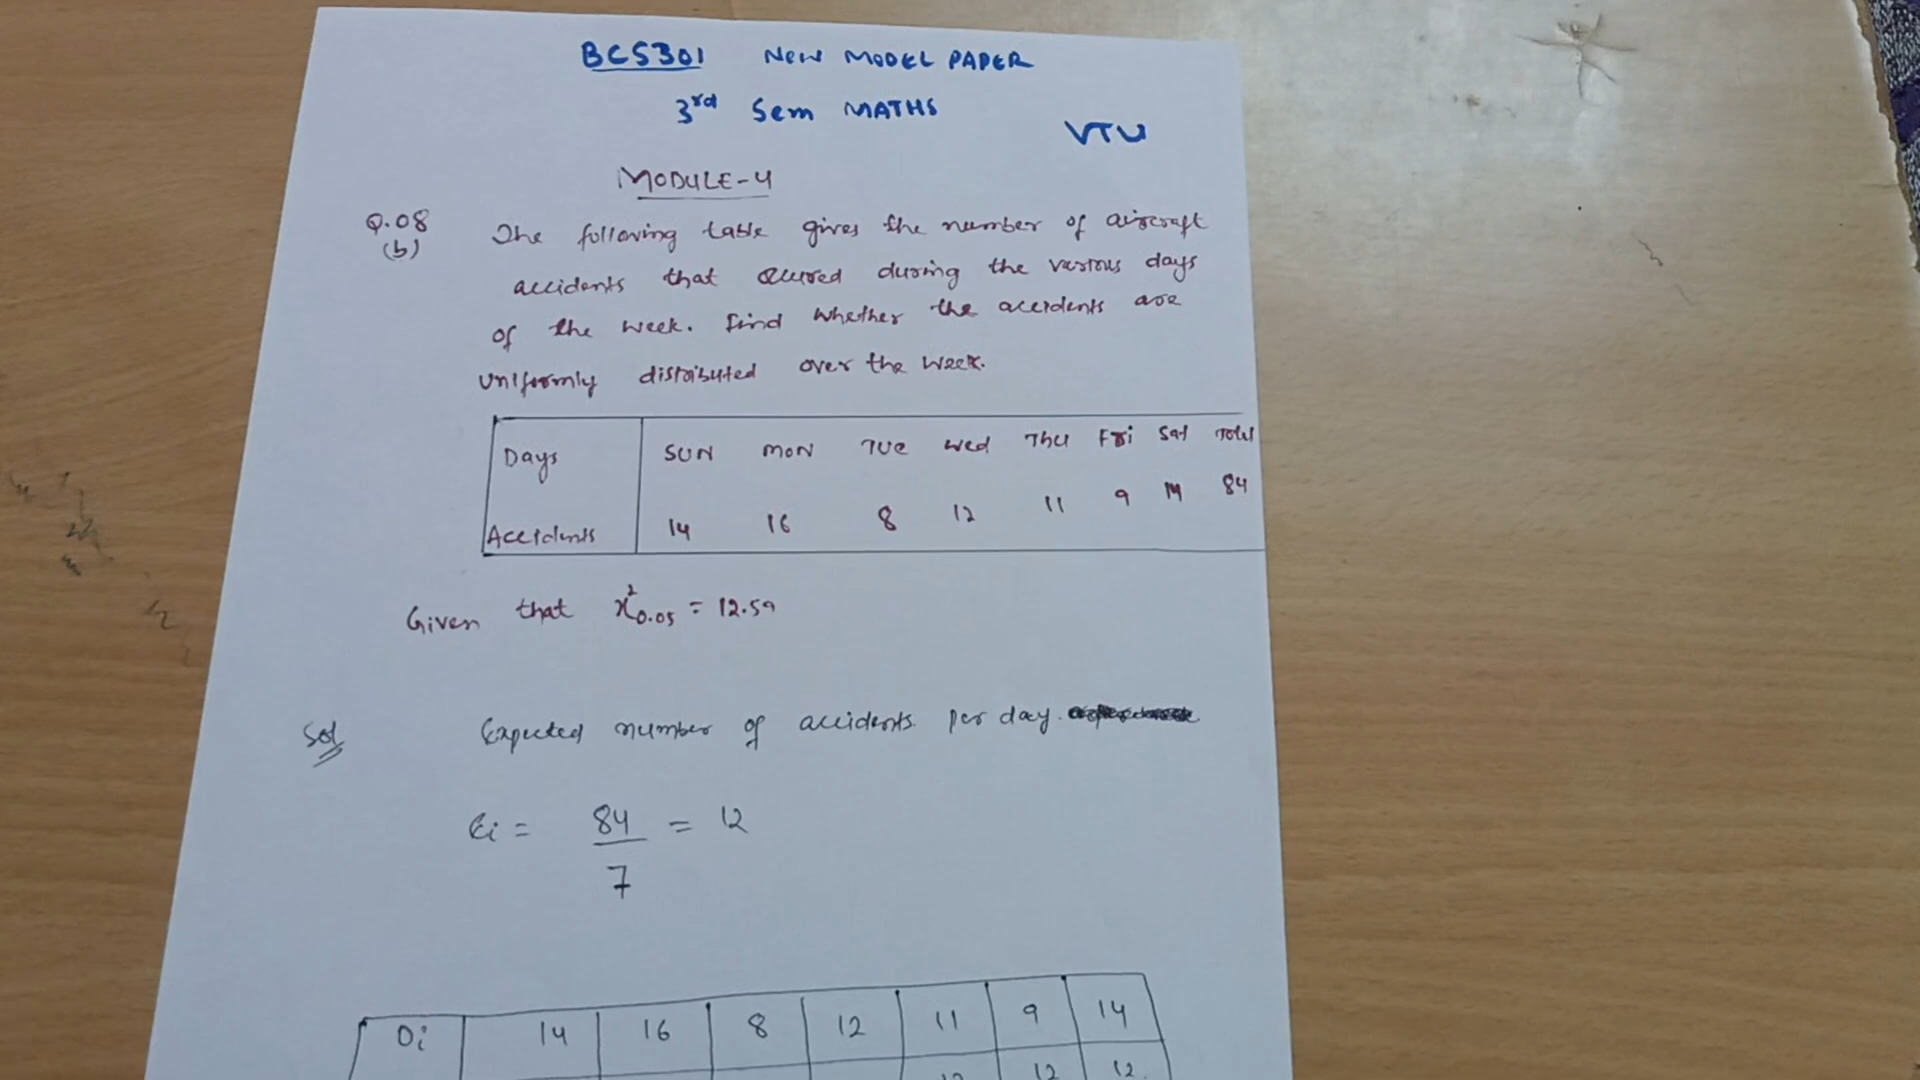 BCS301 NEW MODEL PAPER
3rd Sem MATHS
VTU
MODULE-4
Q.08 The following table gives the number of aircraft
(b) accidents that occured during the various days
of the week. Find whether the accidents are
uniformly distributed over the week.
Days SUN MON TUE Wed Thu Fri Sat Total
Accidents 14 16 8 12 11 9 14 84
Given that x²0.05 = 12.59
Sol Expected number of accidents per day.
Ei = 84/7 = 12
Oi 14 16 8 12 11 9 14
12 12 12